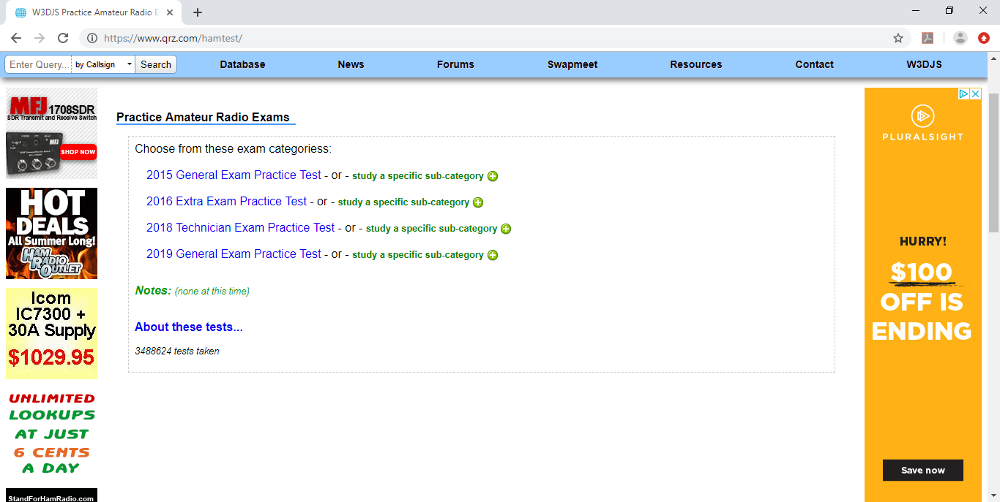 W3DJS Practice Amateur Radio E
https://www.qrz.com/hamtest/
Enter Query... by Callsign Search Database News Forums Swapmeet Resources Contact W3DJS
MFJ 1708SDR
SDR Transmit and Receive Switch
MFJ
SHOP NOW
HOT
DEALS
All Summer Long!
HAM
RADIO
OUTLET
Icom
IC7300 +
30A Supply
$1029.95
UNLIMITED
LOOKUPS
AT JUST
6 CENTS
A DAY
StandForHamRadio.com
Practice Amateur Radio Exams
Choose from these exam categoriess:
2015 General Exam Practice Test - or - study a specific sub-category
2016 Extra Exam Practice Test - or - study a specific sub-category
2018 Technician Exam Practice Test - or - study a specific sub-category
2019 General Exam Practice Test - or - study a specific sub-category
Notes: (none at this time)
About these tests...
3488624 tests taken
PLURALSIGHT
HURRY!
$100
OFF IS
ENDING
Save now